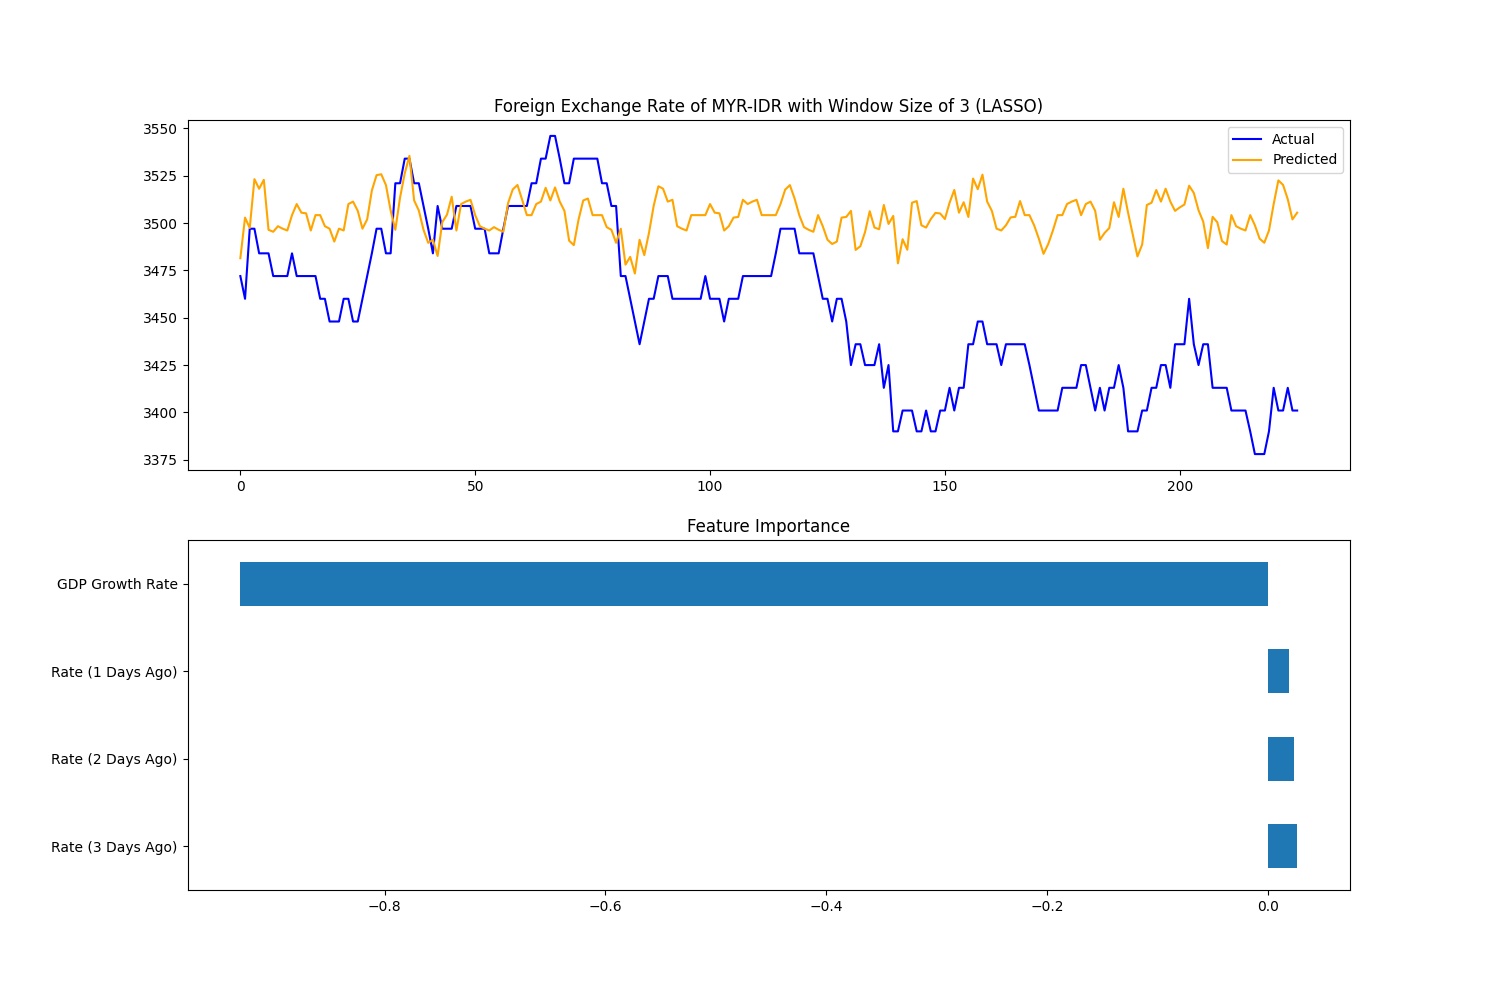 Foreign Exchange Rate of MYR-IDR with Window Size of 3 (LASSO)
3550
3525
3500
3475
3450
3425
3400
3375
Actual
Predicted
0 50 100 150 200
Feature Importance
GDP Growth Rate
Rate (1 Days Ago)
Rate (2 Days Ago)
Rate (3 Days Ago)
−0.8 −0.6 −0.4 −0.2 0.0